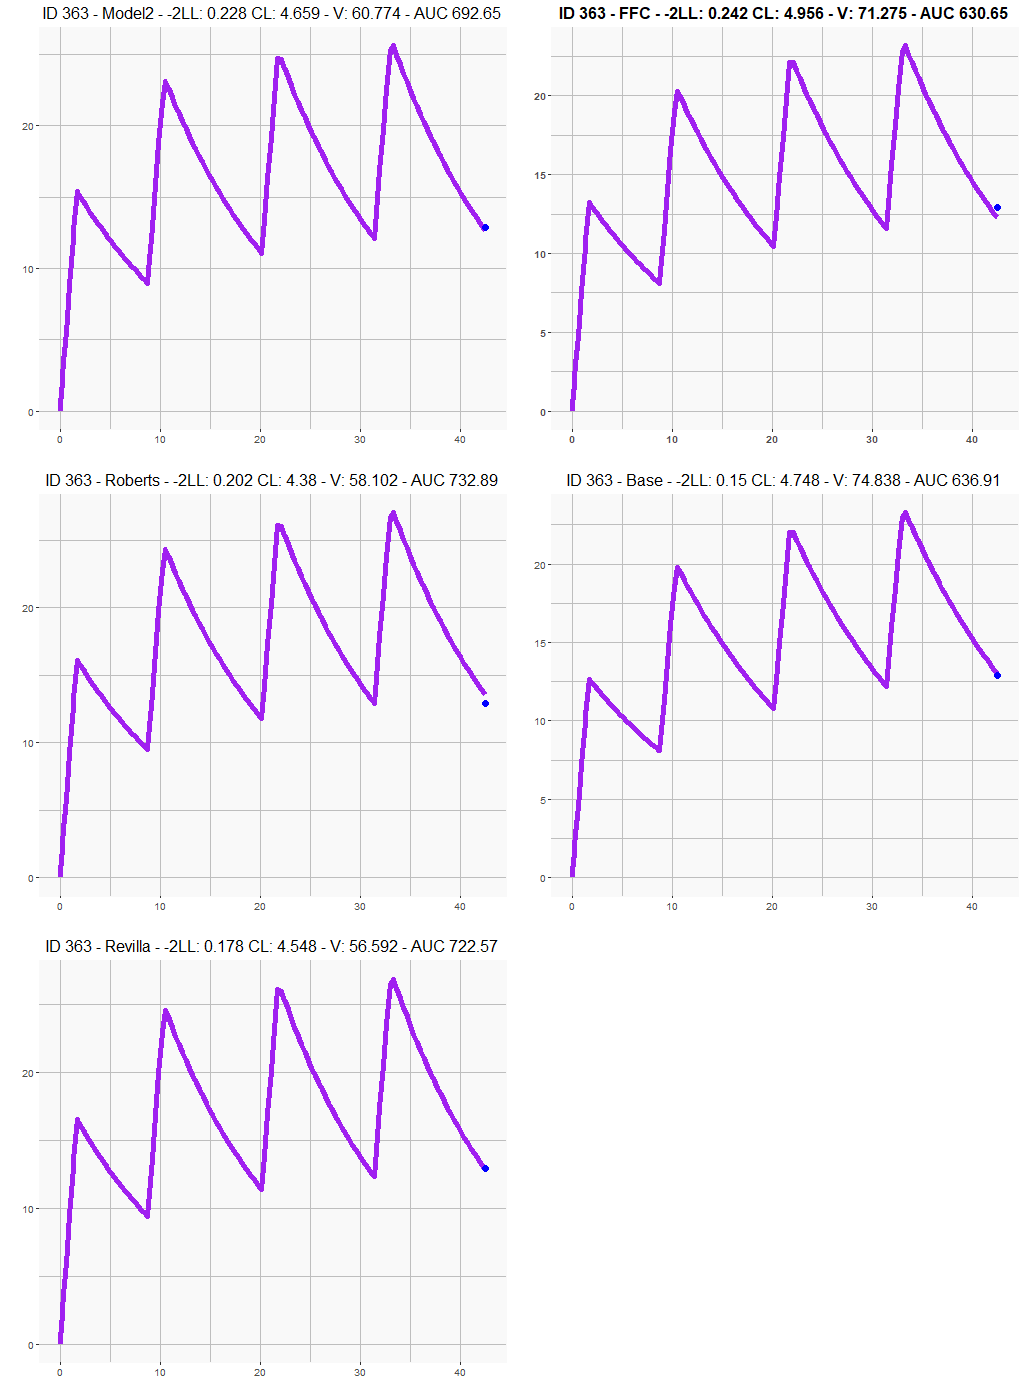 ID 363 - Model2 - -2LL: 0.228 CL: 4.659 - V: 60.774 - AUC 692.65
20
10
0
0 10 20 30 40
ID 363 - FFC - -2LL: 0.242 CL: 4.956 - V: 71.275 - AUC 630.65
20
15
10
5
0
0 10 20 30 40
ID 363 - Roberts - -2LL: 0.202 CL: 4.38 - V: 58.102 - AUC 732.89
20
10
0
0 10 20 30 40
ID 363 - Base - -2LL: 0.15 CL: 4.748 - V: 74.838 - AUC 636.91
20
15
10
5
0
0 10 20 30 40
ID 363 - Revilla - -2LL: 0.178 CL: 4.548 - V: 56.592 - AUC 722.57
20
10
0
0 10 20 30 40